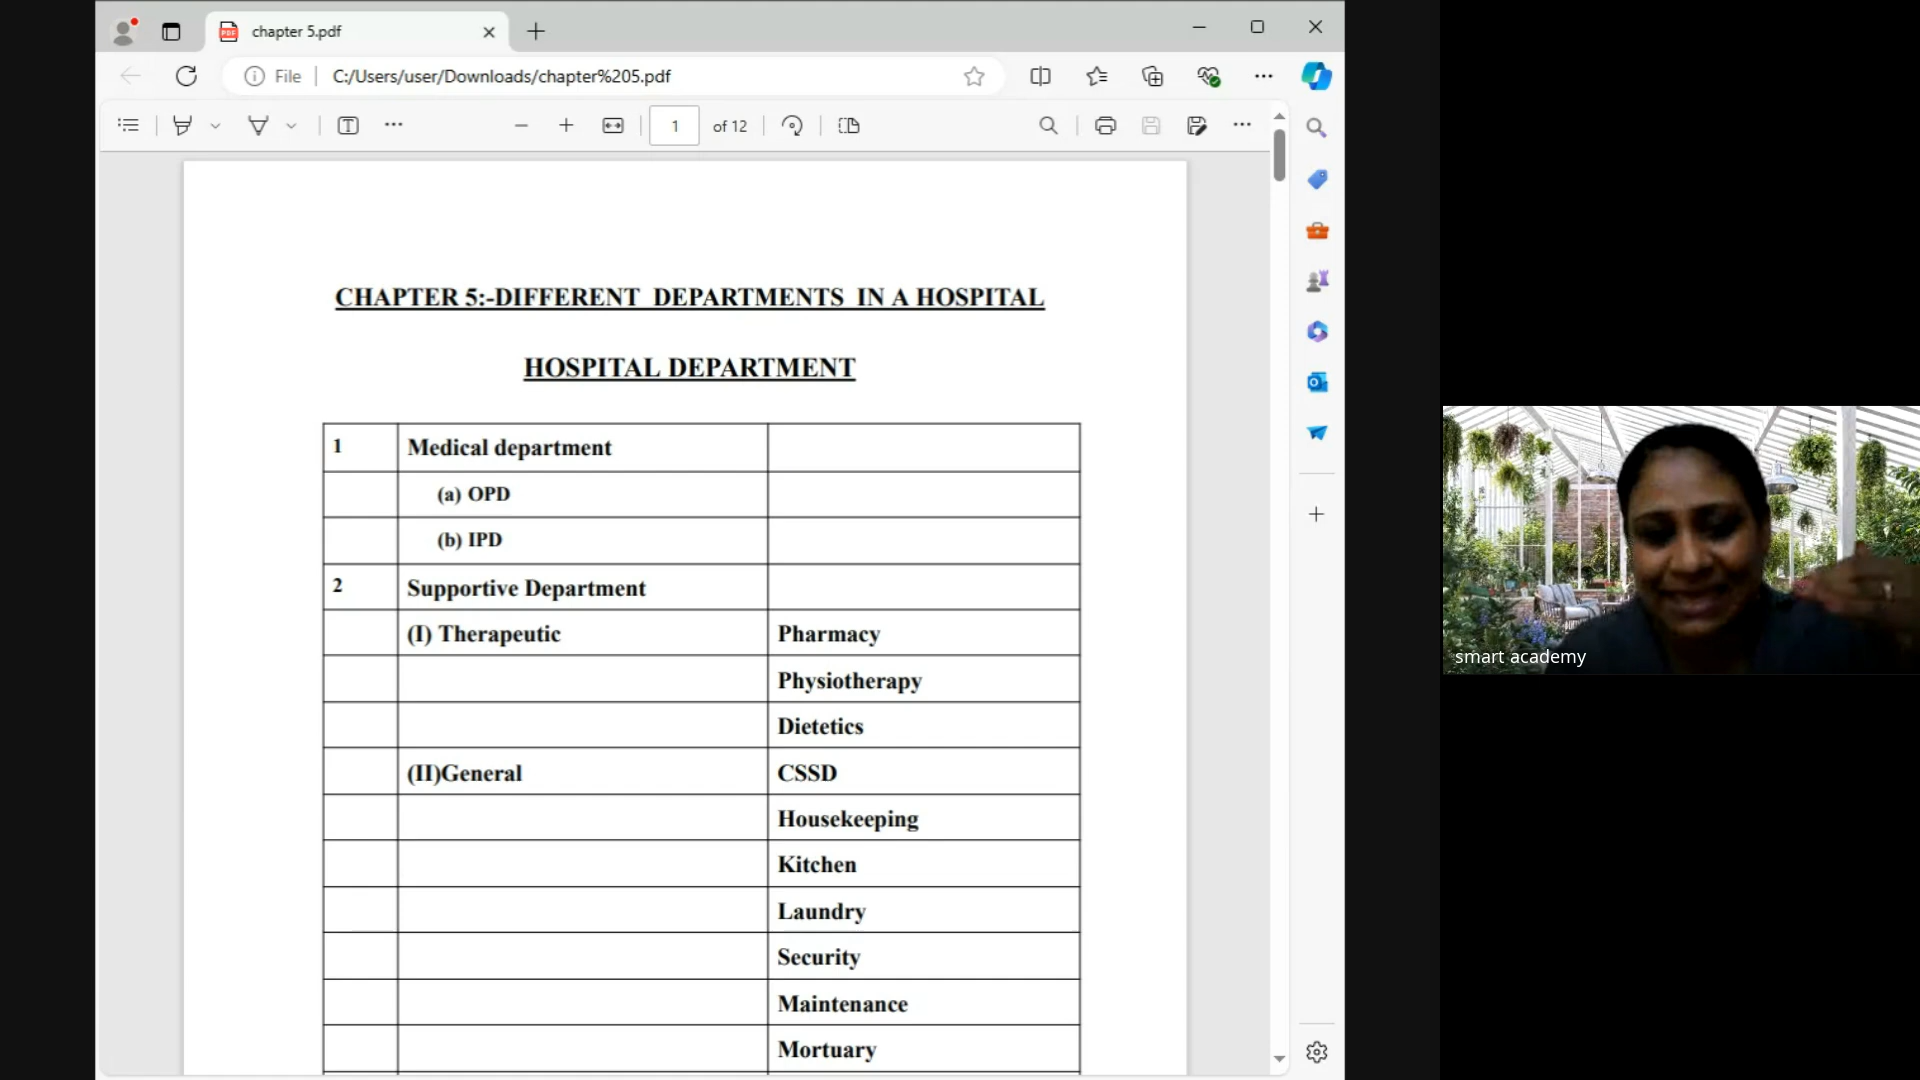 chapter 5.pdf
File
C:/Users/user/Downloads/chapter%205.pdf
1 of 12
CHAPTER 5:-DIFFERENT DEPARTMENTS IN A HOSPITAL
HOSPITAL DEPARTMENT
1 Medical department
(a) OPD
(b) IPD
2 Supportive Department
(I) Therapeutic Pharmacy
Physiotherapy
Dietetics
(II)General CSSD
Housekeeping
Kitchen
Laundry
Security
Maintenance
Mortuary
smart academy